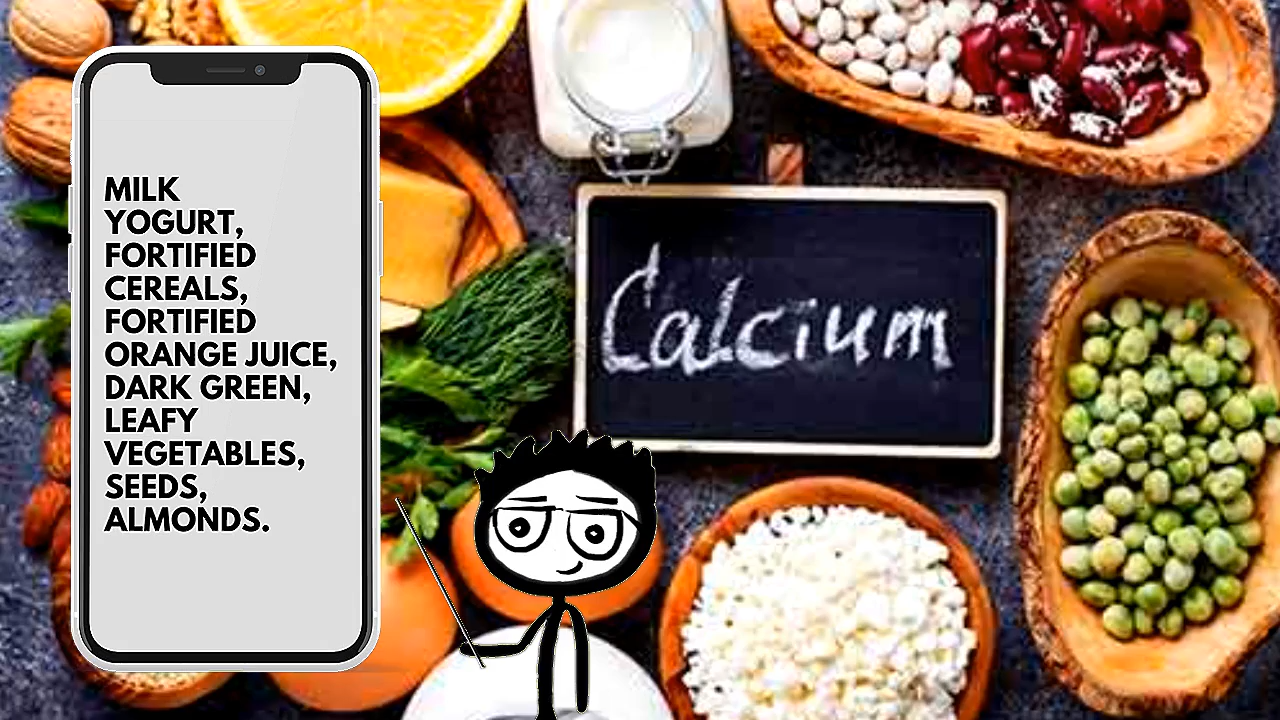 MILK
YOGURT,
FORTIFIED
CEREALS,
FORTIFIED
ORANGE JUICE,
DARK GREEN,
LEAFY
VEGETABLES,
SEEDS,
ALMONDS.
Calcium